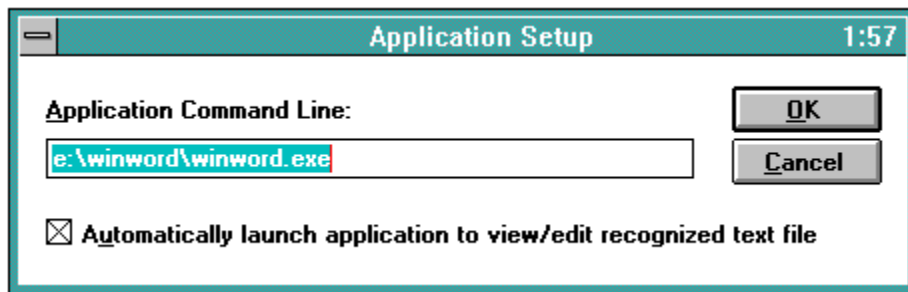 Application Setup 1:57
Application Command Line:
OK
e:\winword\winword.exe
Cancel
Automatically launch application to view/edit recognized text file